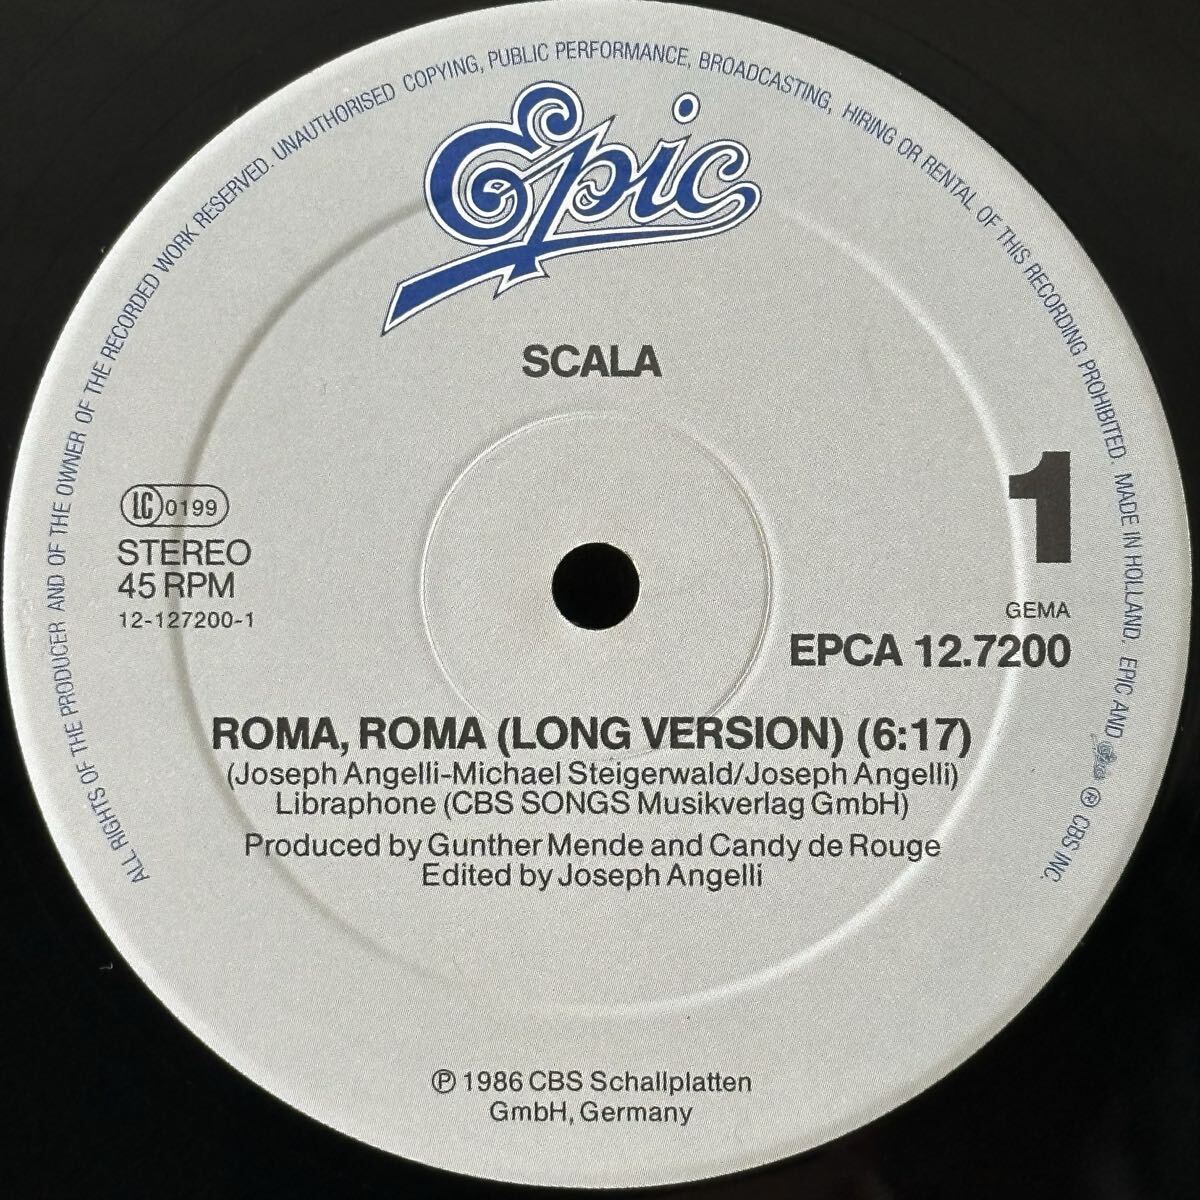 ALL RIGHTS OF THE PRODUCER AND OF THE OWNER OF THE RECORDED WORK RESERVED. UNAUTHORISED COPYING, PUBLIC PERFORMANCE, BROADCASTING, HIRING OR RENTAL OF THIS RECORDING PROHIBITED. MADE IN HOLLAND. EPIC AND Epic ® CBS INC.
Epic
SCALA
1
LC 0199
STEREO
45 RPM
12-127200-1
GEMA
EPCA 12.7200
ROMA, ROMA (LONG VERSION) (6:17)
(Joseph Angelli-Michael Steigerwald/Joseph Angelli)
Libraphone (CBS SONGS Musikverlag GmbH)
Produced by Gunther Mende and Candy de Rouge
Edited by Joseph Angelli
℗ 1986 CBS Schallplatten
GmbH, Germany